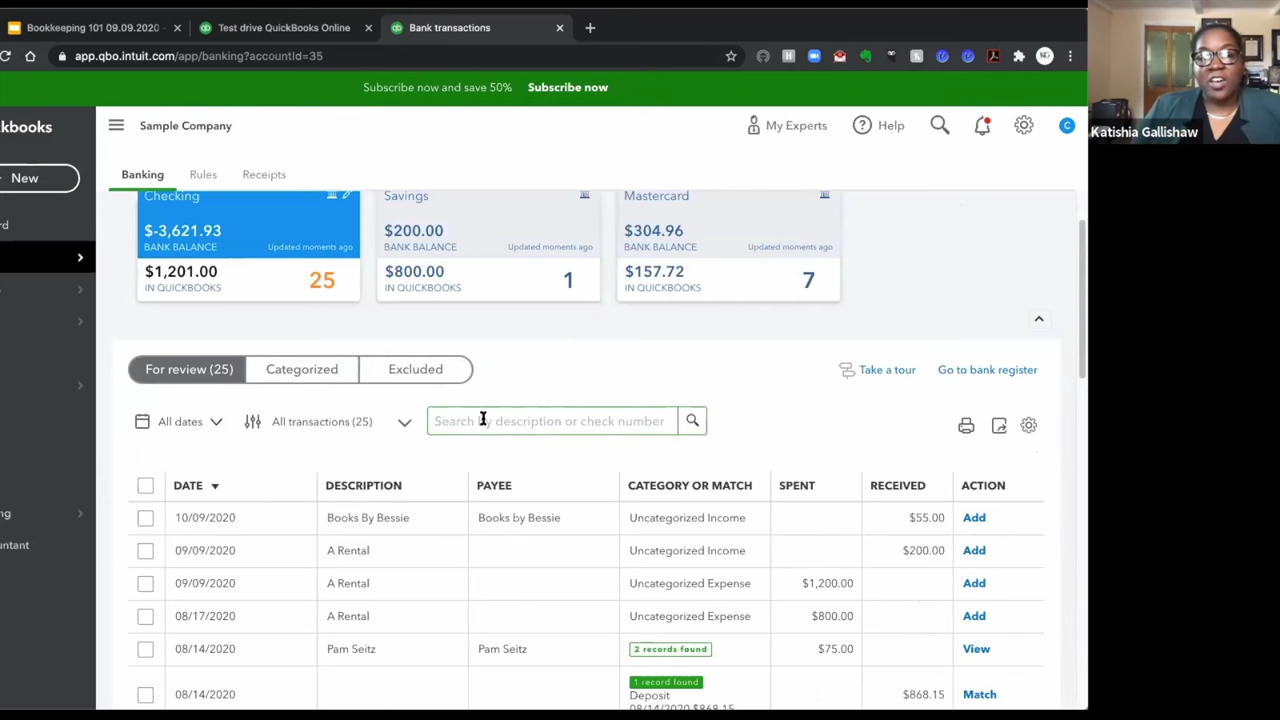 Bookkeeping 101 09.09.2020 -
Test drive QuickBooks Online
Bank transactions
app.qbo.intuit.com/app/banking?accountId=35
Subscribe now and save 50% Subscribe now
kbooks
Sample Company
My Experts
Help
C
New
Banking
Rules
Receipts
rd
ng
untant
Checking
$-3,621.93
BANK BALANCE
Updated moments ago
$1,201.00
IN QUICKBOOKS
25
Savings
$200.00
BANK BALANCE
Updated moments ago
$800.00
IN QUICKBOOKS
1
Mastercard
$304.96
BANK BALANCE
Updated moments ago
$157.72
IN QUICKBOOKS
7
For review (25)
Categorized
Excluded
Take a tour
Go to bank register
All dates
All transactions (25)
Search by description or check number
DATE DESCRIPTION PAYEE CATEGORY OR MATCH SPENT RECEIVED ACTION
10/09/2020 Books By Bessie Books by Bessie Uncategorized Income $55.00 Add
09/09/2020 A Rental Uncategorized Income $200.00 Add
09/09/2020 A Rental Uncategorized Expense $1,200.00 Add
08/17/2020 A Rental Uncategorized Expense $800.00 Add
08/14/2020 Pam Seitz Pam Seitz 2 records found $75.00 View
1 record found
08/14/2020 Deposit $868.15 Match
08/14/2020 $868.15
Katishia Gallishaw